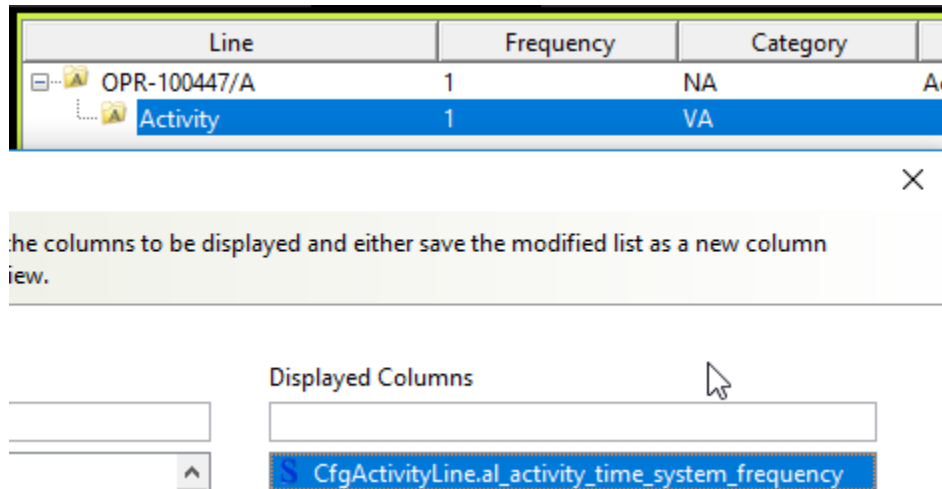 Line Frequency Category
OPR-100447/A 1 NA
Activity 1 VA
the columns to be displayed and either save the modified list as a new column
iew.
Displayed Columns
S CfgActivityLine.al_activity_time_system_frequency